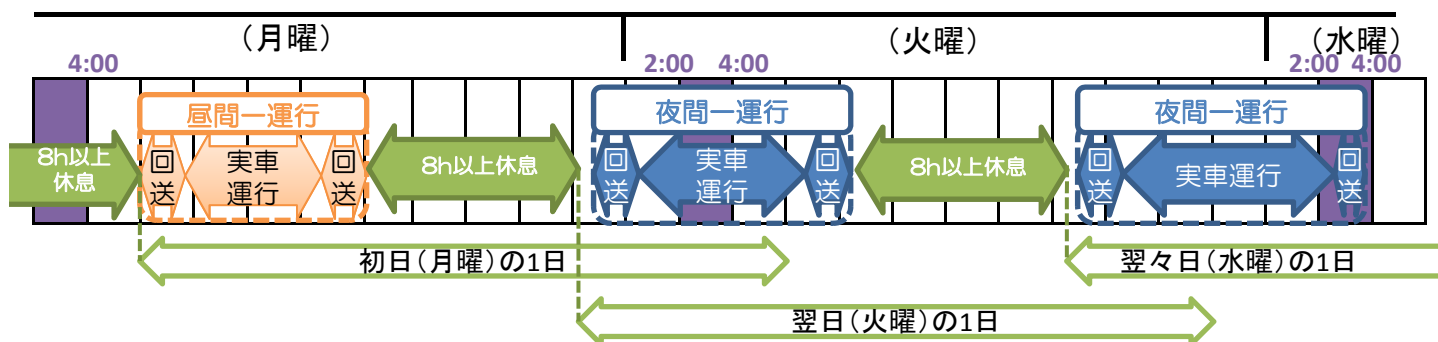 （月曜）
（火曜）
（水曜）
4:00
2:00 4:00
2:00 4:00
昼間一運行
夜間一運行
夜間一運行
8h以上
休息
回
送
実車
運行
回
送
8h以上休息
回
送
実車
運行
回
送
8h以上休息
回
送
実車運行
回
送
初日（月曜）の1日
翌々日（水曜）の1日
翌日（火曜）の1日